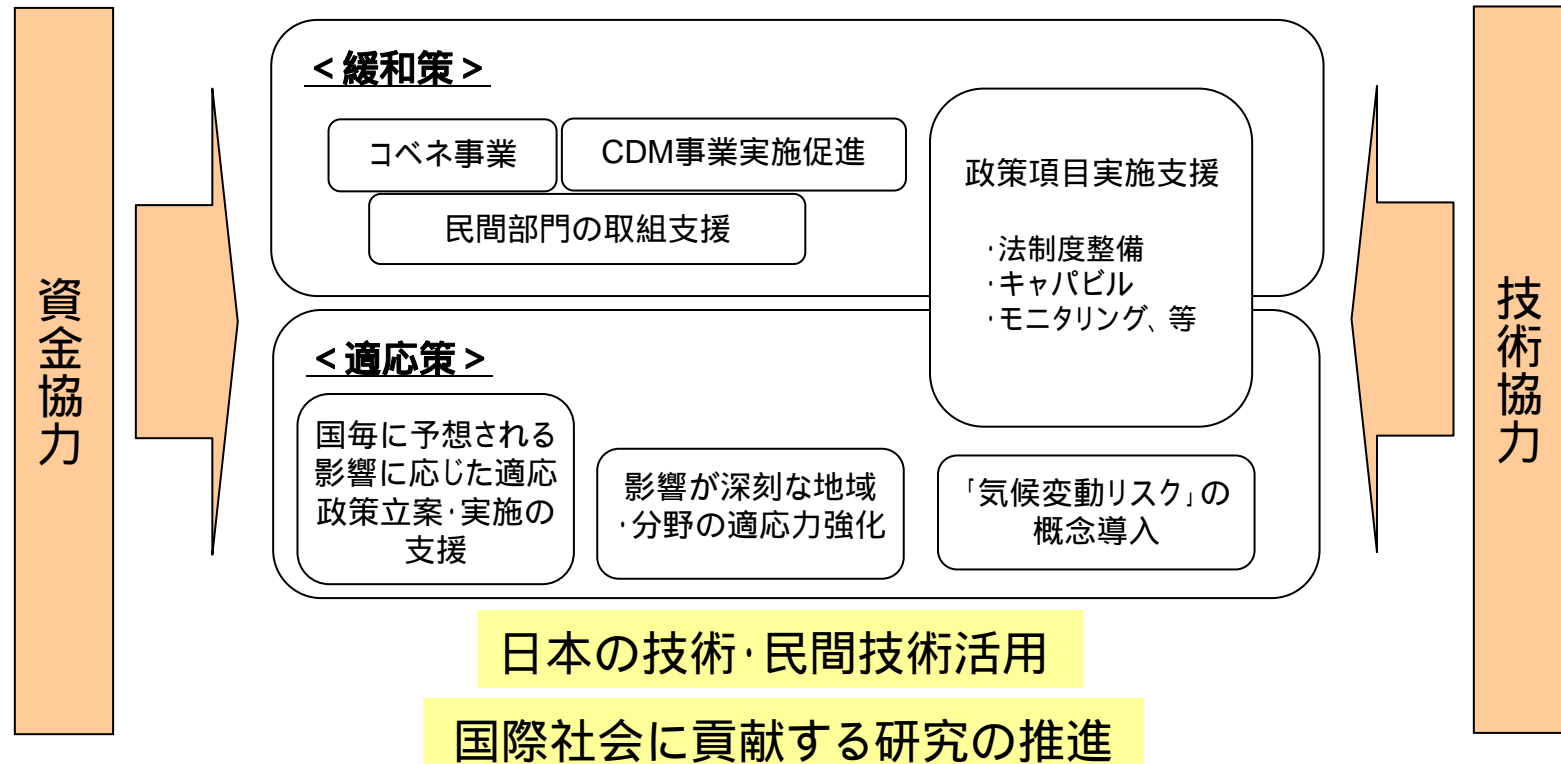 資金協力
<緩和策>
コベネ事業
CDM事業実施促進
民間部門の取組支援
政策項目実施支援
・法制度整備
・キャパビル
・モニタリング、等
<適応策>
国毎に予想される
影響に応じた適応
政策立案・実施の
支援
影響が深刻な地域
・分野の適応力強化
「気候変動リスク」の
概念導入
技術協力
日本の技術・民間技術活用
国際社会に貢献する研究の推進